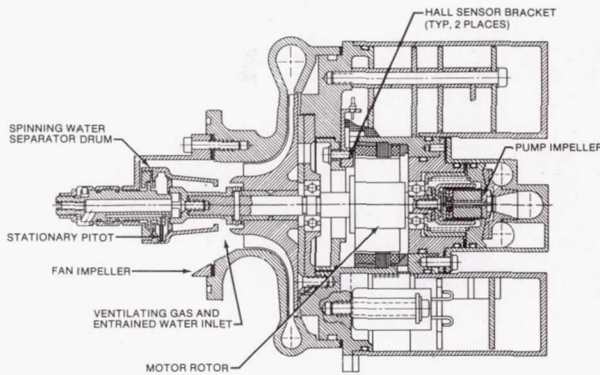 HALL SENSOR BRACKET
(TYP, 2 PLACES)
SPINNING WATER
SEPARATOR DRUM
PUMP IMPELLER
STATIONARY PITOT
FAN IMPELLER
VENTILATING GAS AND
ENTRAINED WATER INLET
MOTOR ROTOR